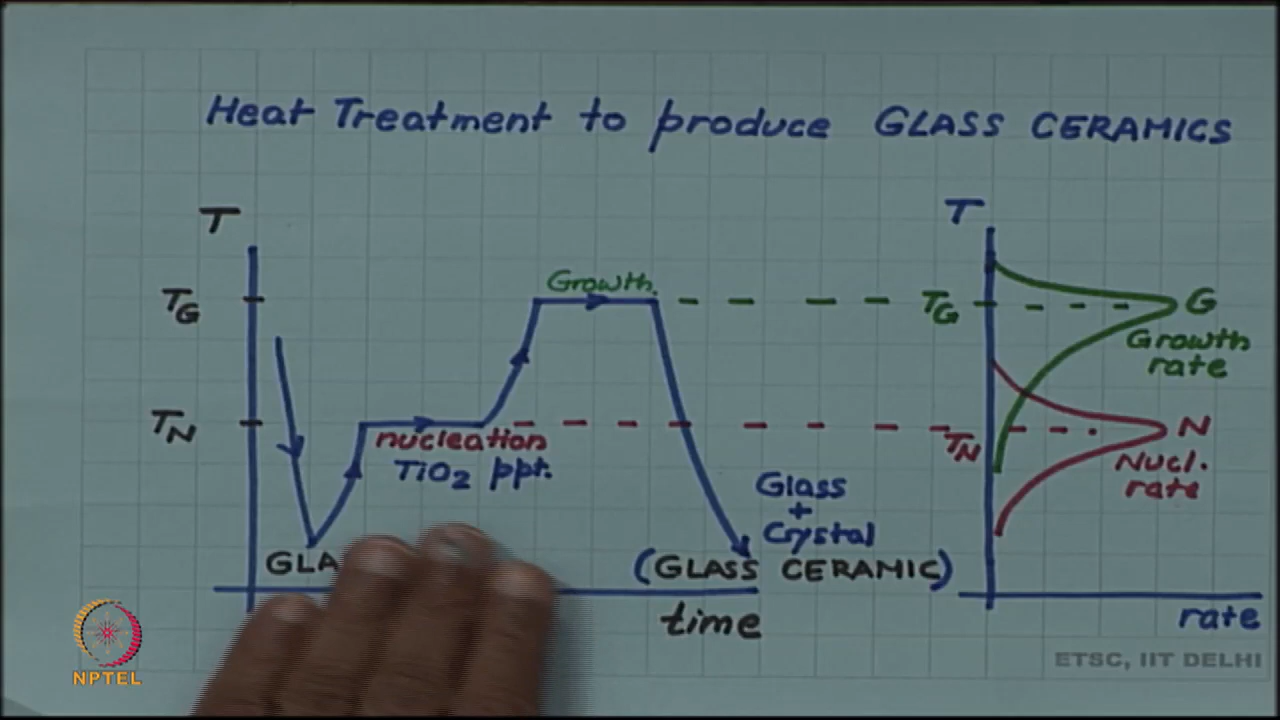 Heat Treatment to produce GLASS CERAMICS
T
TG
TN
Growth.
nucleation
TiO2 ppt.
Glass
+
Crystal
(GLASS CERAMIC)
time
T
TG
G
Growth
rate
TN
N
Nucl.
rate
rate
NPTEL
ETSC, IIT DELHI